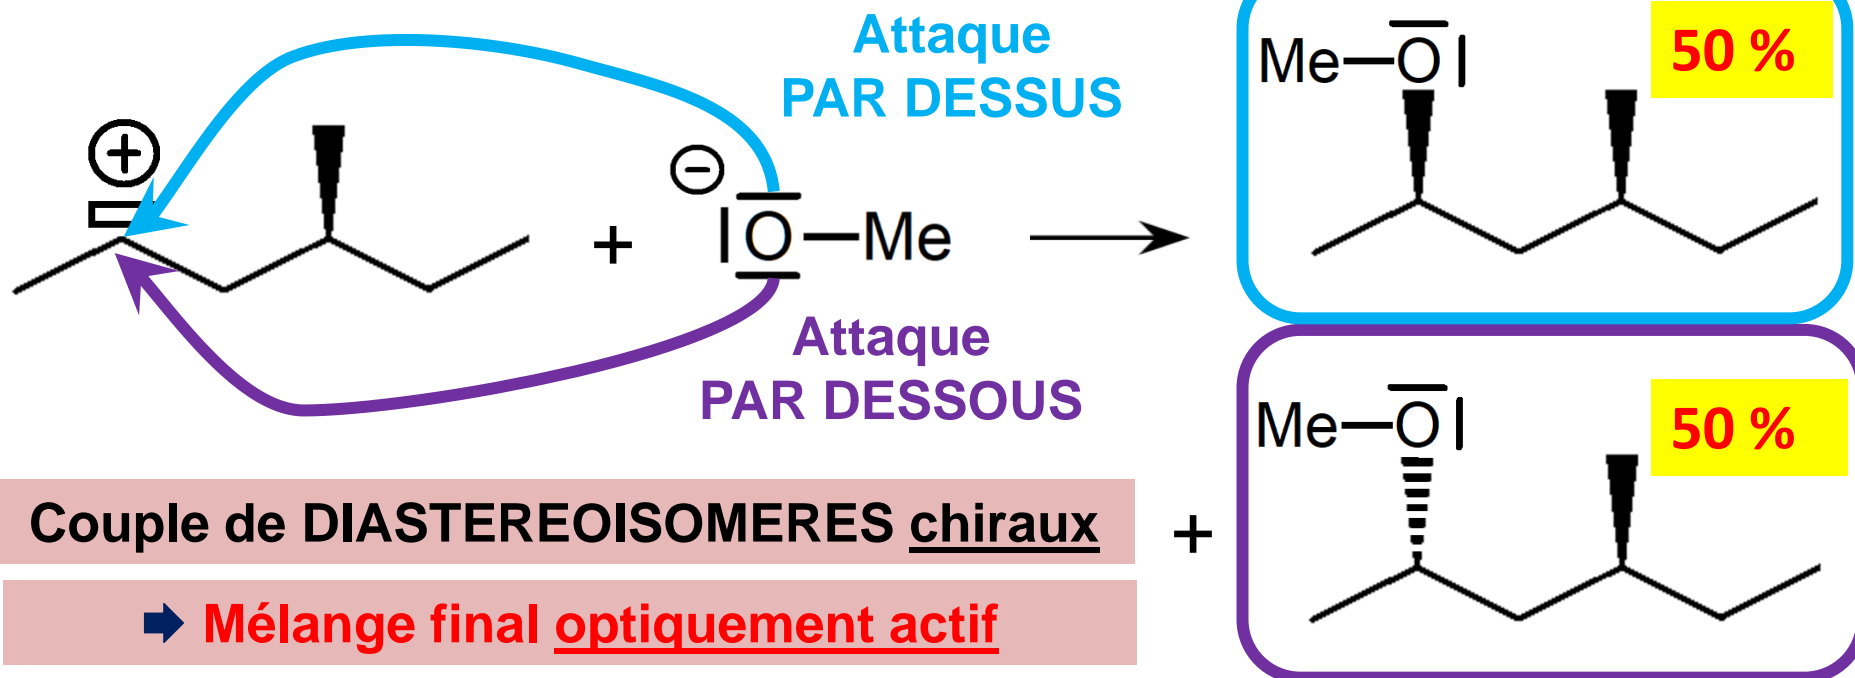 Attaque
PAR DESSUS
Me—O
50 %
+
+
−
O—Me
Attaque
PAR DESSOUS
Me—O
50 %
Couple de DIASTEREOISOMERES chiraux
+
➡ Mélange final optiquement actif